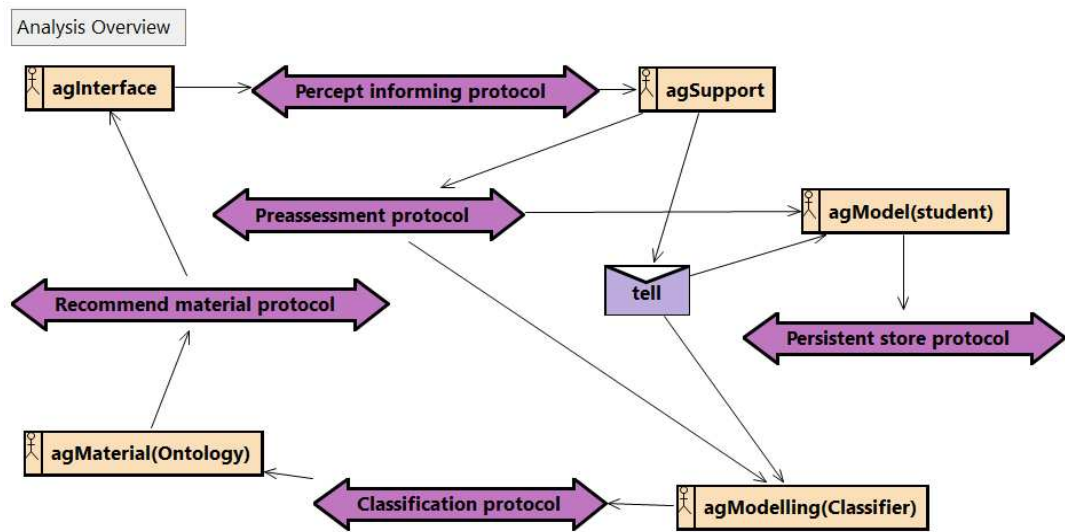 Analysis Overview
agInterface
Percept informing protocol
agSupport
Preassessment protocol
agModel(student)
tell
Recommend material protocol
Persistent store protocol
agMaterial(Ontology)
Classification protocol
agModelling(Classifier)